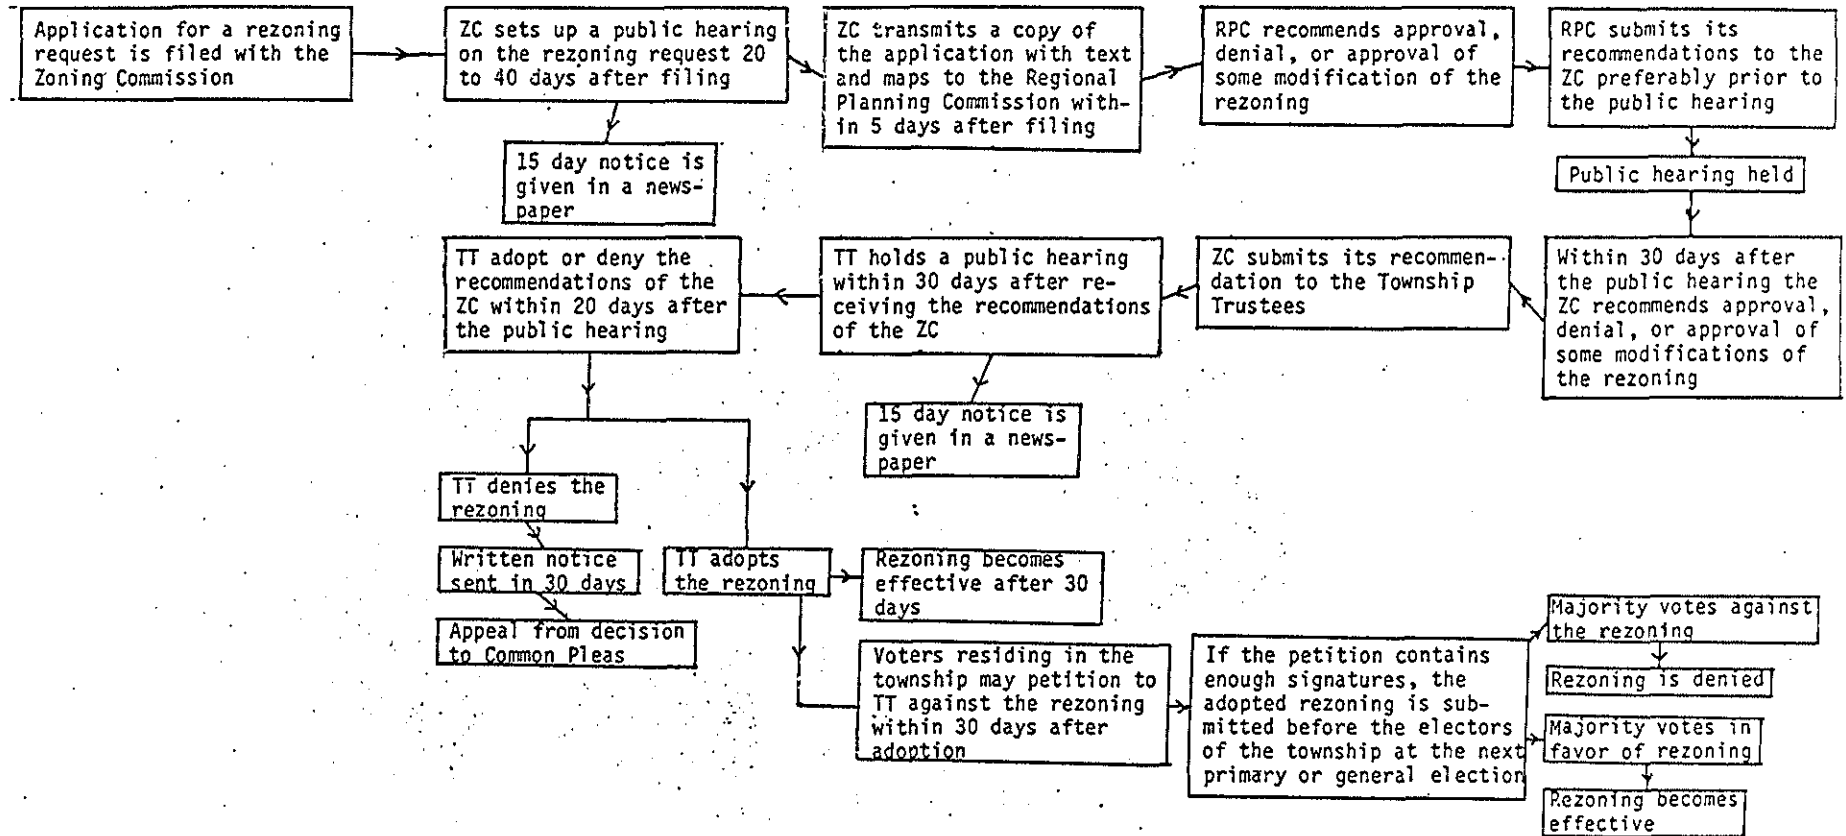 Application for a rezoning
request is filed with the
Zoning Commission
ZC sets up a public hearing
on the rezoning request 20
to 40 days after filing
15 day notice is
given in a news-
paper
ZC transmits a copy of
the application with text
and maps to the Regional
Planning Commission with-
in 5 days after filing
RPC recommends approval,
denial, or approval of
some modification of the
rezoning
RPC submits its
recommendations to the
ZC preferably prior to
the public hearing
Public hearing held
Within 30 days after
the public hearing the
ZC recommends approval,
denial, or approval of
some modifications of
the rezoning
ZC submits its recommen-
dation to the Township
Trustees
TT holds a public hearing
within 30 days after re-
ceiving the recommendations
of the ZC
15 day notice is
given in a news-
paper
TT adopt or deny the
recommendations of the
ZC within 20 days after
the public hearing
TT denies the
rezoning
Written notice
sent in 30 days
Appeal from decision
to Common Pleas
TT adopts
the rezoning
Rezoning becomes
effective after 30
days
Voters residing in the
township may petition to
TT against the rezoning
within 30 days after
adoption
If the petition contains
enough signatures, the
adopted rezoning is sub-
mitted before the electors
of the township at the next
primary or general election
Majority votes against
the rezoning
Rezoning is denied
Majority votes in
favor of rezoning
Rezoning becomes
effective